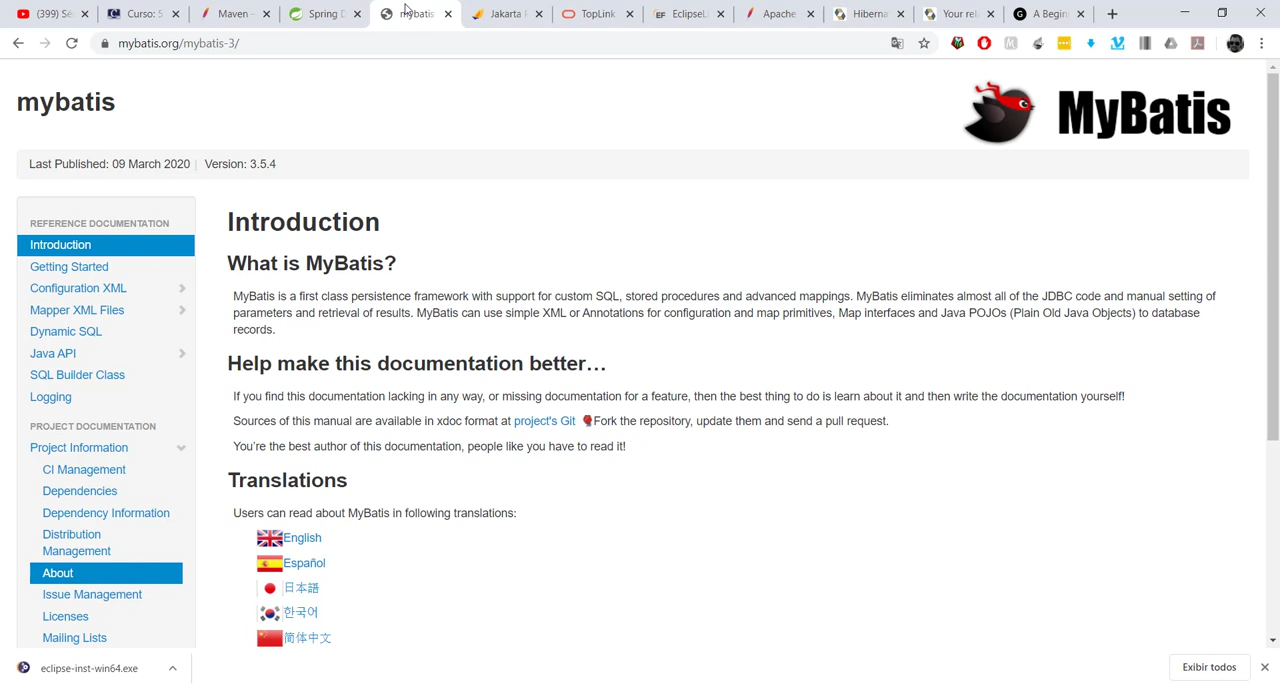 (399) Sé
Curso: S
Maven –
Spring D
mybatis
Jakarta P
TopLink
EclipseLi
Apache
Hiberna
Your rel
A Begin
mybatis.org/mybatis-3/
mybatis
MyBatis
Last Published: 09 March 2020 | Version: 3.5.4
REFERENCE DOCUMENTATION
Introduction
Getting Started
Configuration XML
Mapper XML Files
Dynamic SQL
Java API
SQL Builder Class
Logging
PROJECT DOCUMENTATION
Project Information
CI Management
Dependencies
Dependency Information
Distribution
Management
About
Issue Management
Licenses
Mailing Lists
Introduction
What is MyBatis?
MyBatis is a first class persistence framework with support for custom SQL, stored procedures and advanced mappings. MyBatis eliminates almost all of the JDBC code and manual setting of
parameters and retrieval of results. MyBatis can use simple XML or Annotations for configuration and map primitives, Map interfaces and Java POJOs (Plain Old Java Objects) to database
records.
Help make this documentation better…
If you find this documentation lacking in any way, or missing documentation for a feature, then the best thing to do is learn about it and then write the documentation yourself!
Sources of this manual are available in xdoc format at project's Git Fork the repository, update them and send a pull request.
You're the best author of this documentation, people like you have to read it!
Translations
Users can read about MyBatis in following translations:
English
Español
日本語
한국어
简体中文
eclipse-inst-win64.exe
Exibir todos